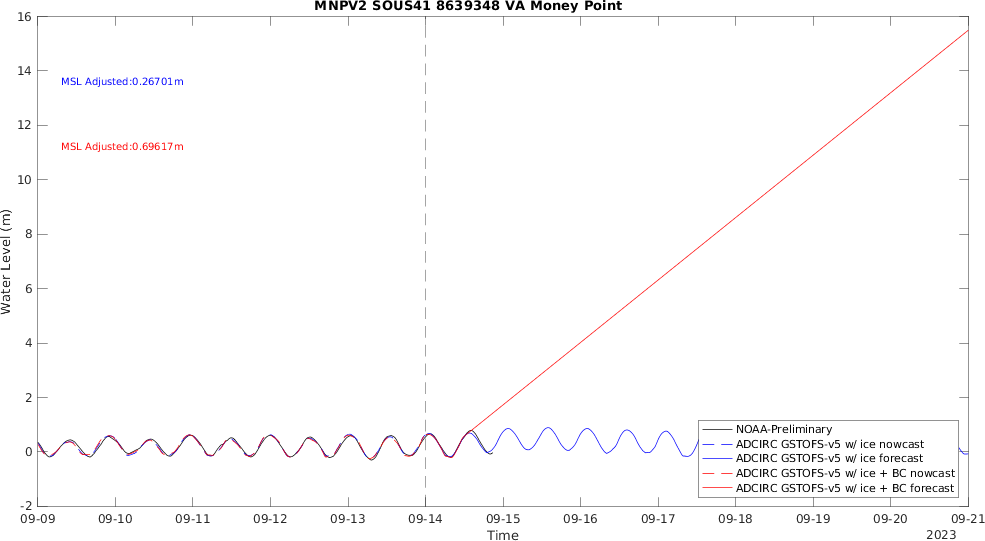 MNPV2 SOUS41 8639348 VA Money Point
16
14
12
10
8
6
4
2
0
-2
Water Level (m)
MSL Adjusted:0.26701m
MSL Adjusted:0.69617m
NOAA-Preliminary
ADCIRC GSTOFS-v5 w/ ice nowcast
ADCIRC GSTOFS-v5 w/ ice forecast
ADCIRC GSTOFS-v5 w/ ice + BC nowcast
ADCIRC GSTOFS-v5 w/ ice + BC forecast
09-09 09-10 09-11 09-12 09-13 09-14 09-15 09-16 09-17 09-18 09-19 09-20 09-21
Time
2023